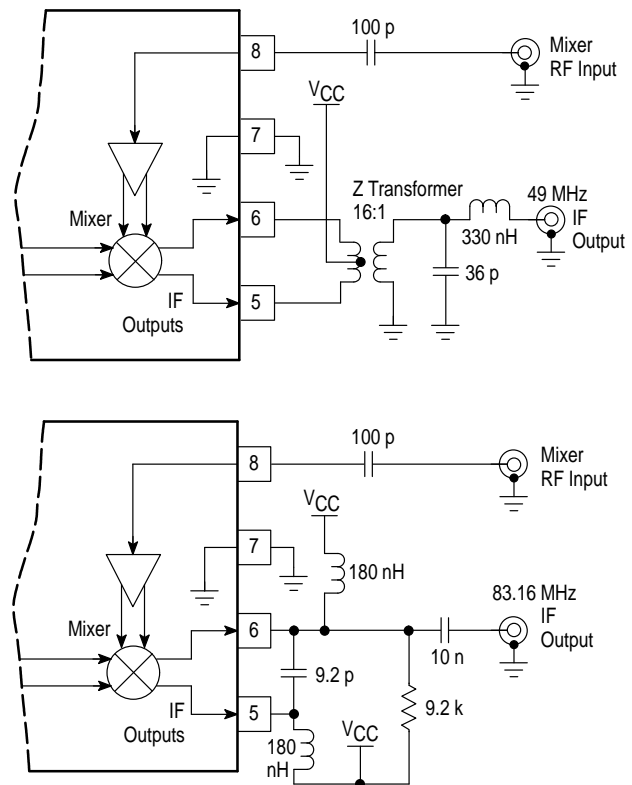 100 p
8
Mixer
RF Input
VCC
7
Z Transformer
16:1
49 MHz
IF
Output
Mixer
6
330 nH
36 p
5
IF
Outputs
100 p
8
Mixer
RF Input
VCC
7
180 nH
83.16 MHz
IF
Output
Mixer
6
10 n
9.2 p
9.2 k
5
IF
Outputs
VCC
180
nH